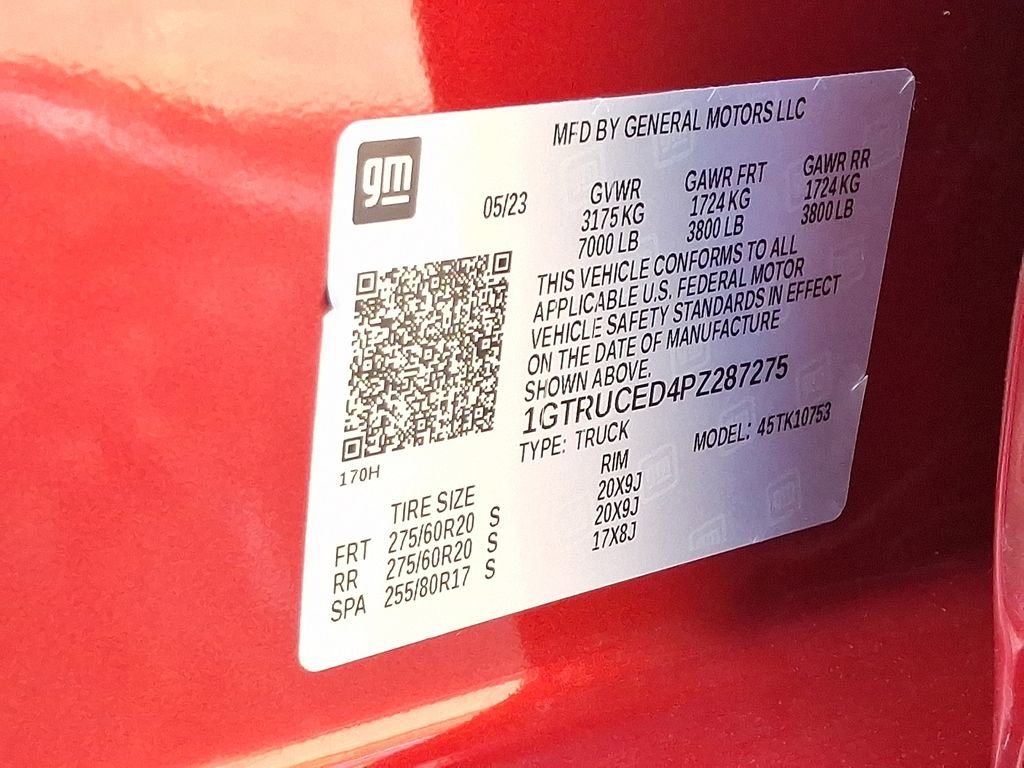 gm
MFD BY GENERAL MOTORS LLC
05/23 GVWR GAWR FRT GAWR RR
3175 KG 1724 KG 1724 KG
7000 LB 3800 LB 3800 LB
THIS VEHICLE CONFORMS TO ALL
APPLICABLE U.S. FEDERAL MOTOR
VEHICLE SAFETY STANDARDS IN EFFECT
ON THE DATE OF MANUFACTURE
SHOWN ABOVE.
1GTRUCED4PZ287275
TYPE: TRUCK MODEL: 45TK10753
170H
TIRE SIZE RIM
FRT 275/60R20 S 20X9J
RR 275/60R20 S 20X9J
SPA 255/80R17 S 17X8J